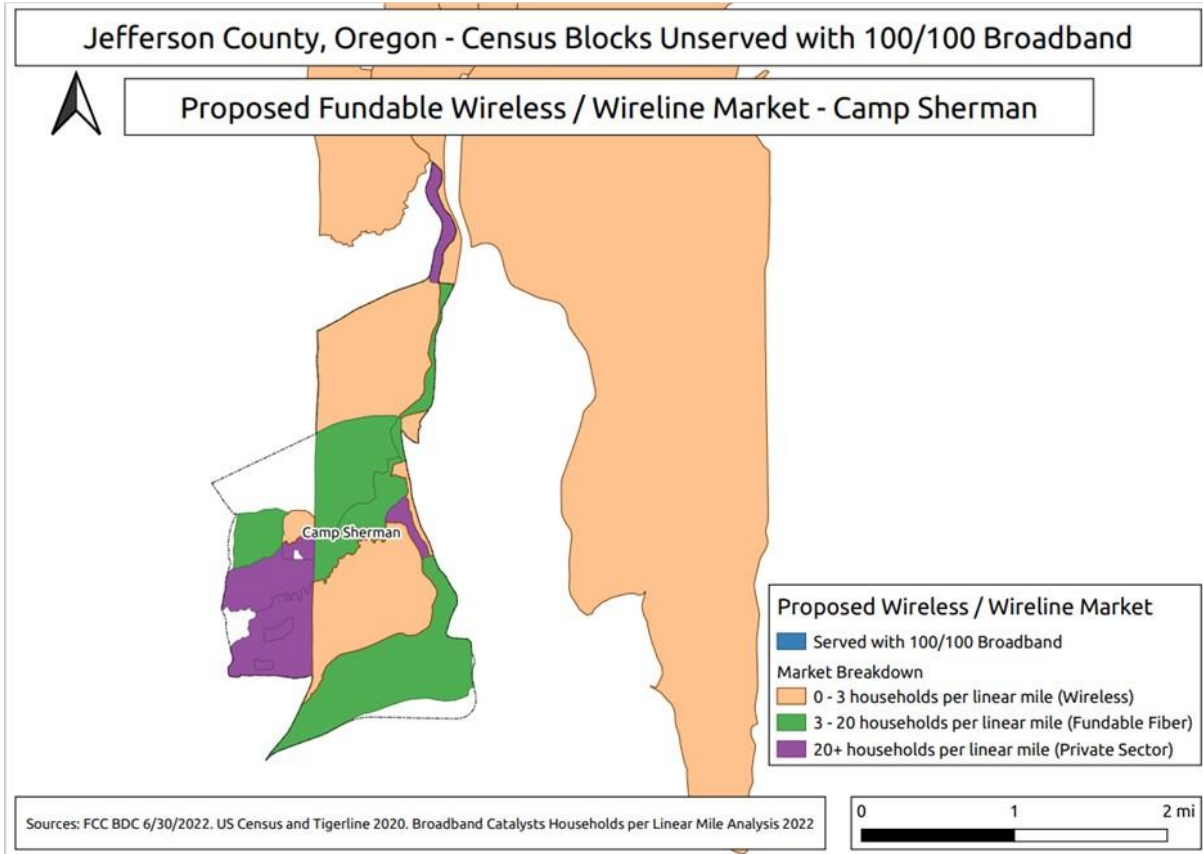 Jefferson County, Oregon - Census Blocks Unserved with 100/100 Broadband
Proposed Fundable Wireless / Wireline Market - Camp Sherman
Camp Sherman
Proposed Wireless / Wireline Market
Served with 100/100 Broadband
Market Breakdown
0 - 3 households per linear mile (Wireless)
3 - 20 households per linear mile (Fundable Fiber)
20+ households per linear mile (Private Sector)
Sources: FCC BDC 6/30/2022. US Census and Tigerline 2020. Broadband Catalysts Households per Linear Mile Analysis 2022
0 1 2 mi